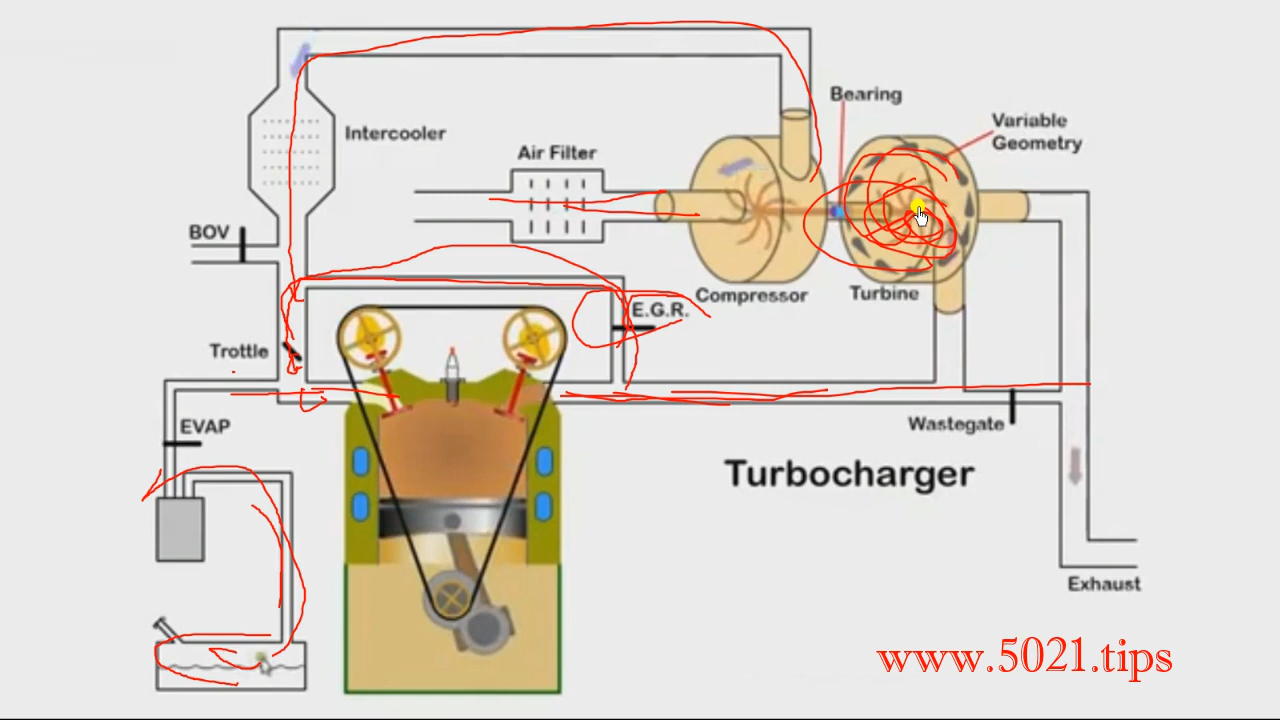 Bearing
Variable
Geometry
Intercooler
Air Filter
BOV
Compressor
Turbine
E.G.R.
Trottle
EVAP
Wastegate
Turbocharger
Exhaust
www.5021.tips